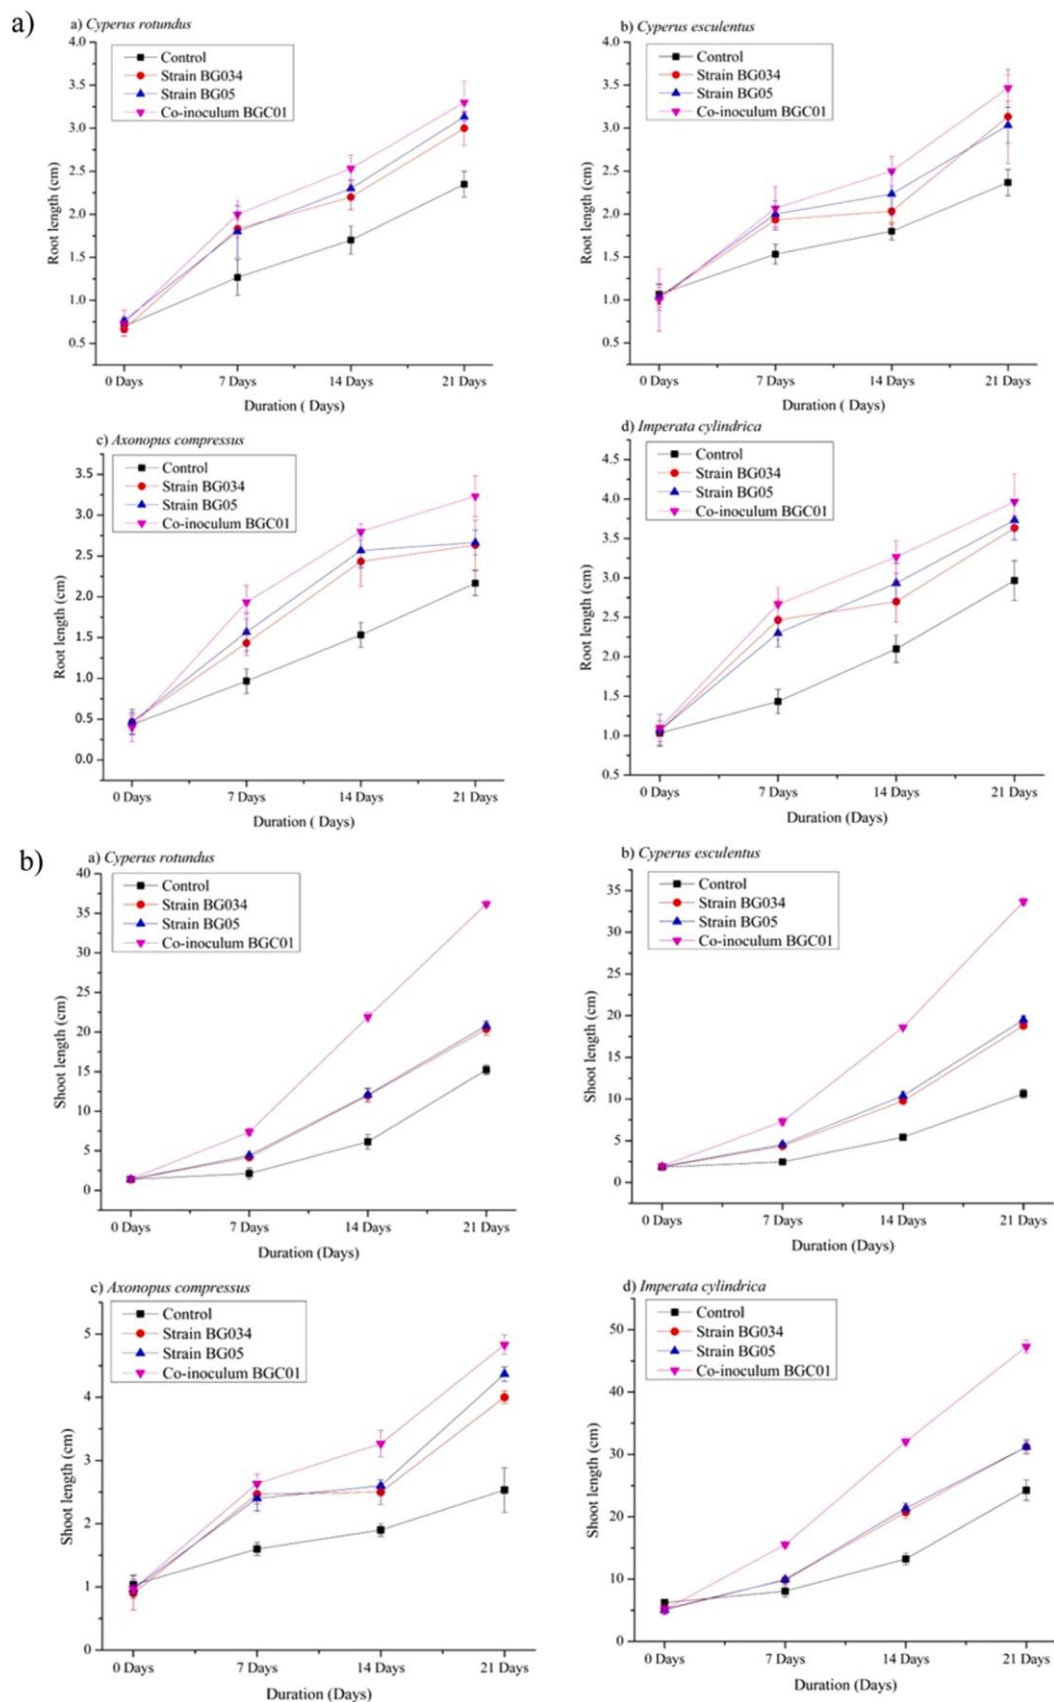 a)
a) Cyperus rotundus
Control
Strain BG034
Strain BG05
Co-inoculum BGC01
4.0
3.5
3.0
2.5
2.0
1.5
1.0
0.5
Root length (cm)
0 Days 7 Days 14 Days 21 Days
Duration ( Days)
b) Cyperus esculentus
Control
Strain BG034
Strain BG05
Co-inoculum BGC01
4.0
3.5
3.0
2.5
2.0
1.5
1.0
0.5
Root length (cm)
0 Days 7 Days 14 Days 21 Days
Duration ( Days)
c) Axonopus compressus
Control
Strain BG034
Strain BG05
Co-inoculum BGC01
3.5
3.0
2.5
2.0
1.5
1.0
0.5
0.0
Root length (cm)
0 Days 7 Days 14 Days 21 Days
Duration ( Days)
d) Imperata cylindrica
Control
Strain BG034
Strain BG05
Co-inoculum BGC01
4.5
4.0
3.5
3.0
2.5
2.0
1.5
1.0
0.5
Root length (cm)
0 Days 7 Days 14 Days 21 Days
Duration (Days)
b)
a) Cyperus rotundus
Control
Strain BG034
Strain BG05
Co-inoculum BGC01
40
35
30
25
20
15
10
5
0
Shoot length (cm)
0 Days 7 Days 14 Days 21 Days
Duration (Days)
b) Cyperus esculentus
Control
Strain BG034
Strain BG05
Co-inoculum BGC01
35
30
25
20
15
10
5
0
Shoot length (cm)
0 Days 7 Days 14 Days 21 Days
Duration (Days)
c) Axonopus compressus
Control
Strain BG034
Strain BG05
Co-inoculum BGC01
5
4
3
2
1
0
Shoot length (cm)
0 Days 7 Days 14 Days 21 Days
Duration (Days)
d) Imperata cylindrica
Control
Strain BG034
Strain BG05
Co-inoculum BGC01
50
40
30
20
10
0
Shoot length (cm)
0 Days 7 Days 14 Days 21 Days
Duration (Days)